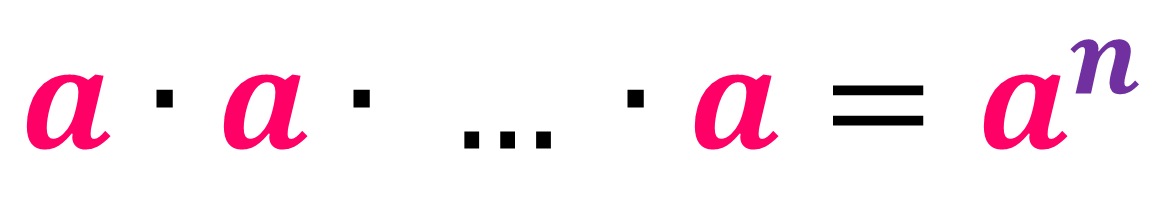 a · a · … · a = aⁿ